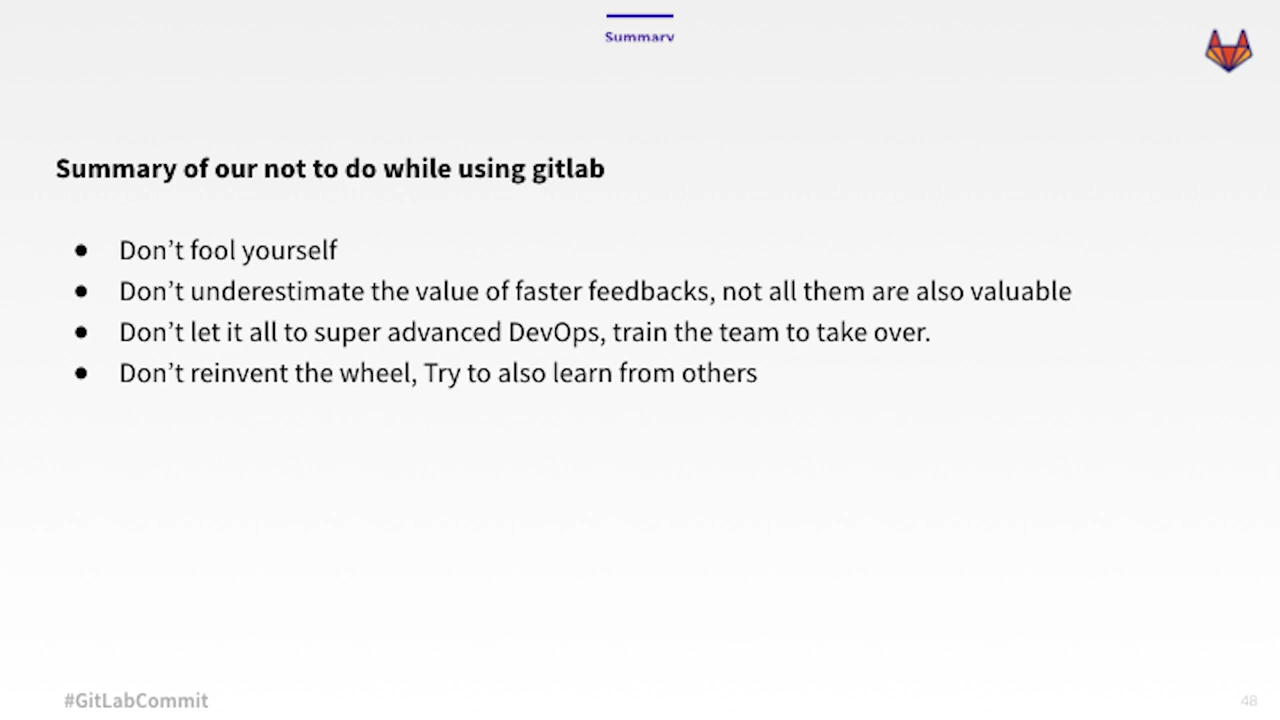 Summary
Summary of our not to do while using gitlab
● Don’t fool yourself
● Don’t underestimate the value of faster feedbacks, not all them are also valuable
● Don’t let it all to super advanced DevOps, train the team to take over.
● Don’t reinvent the wheel, Try to also learn from others
#GitLabCommit
48